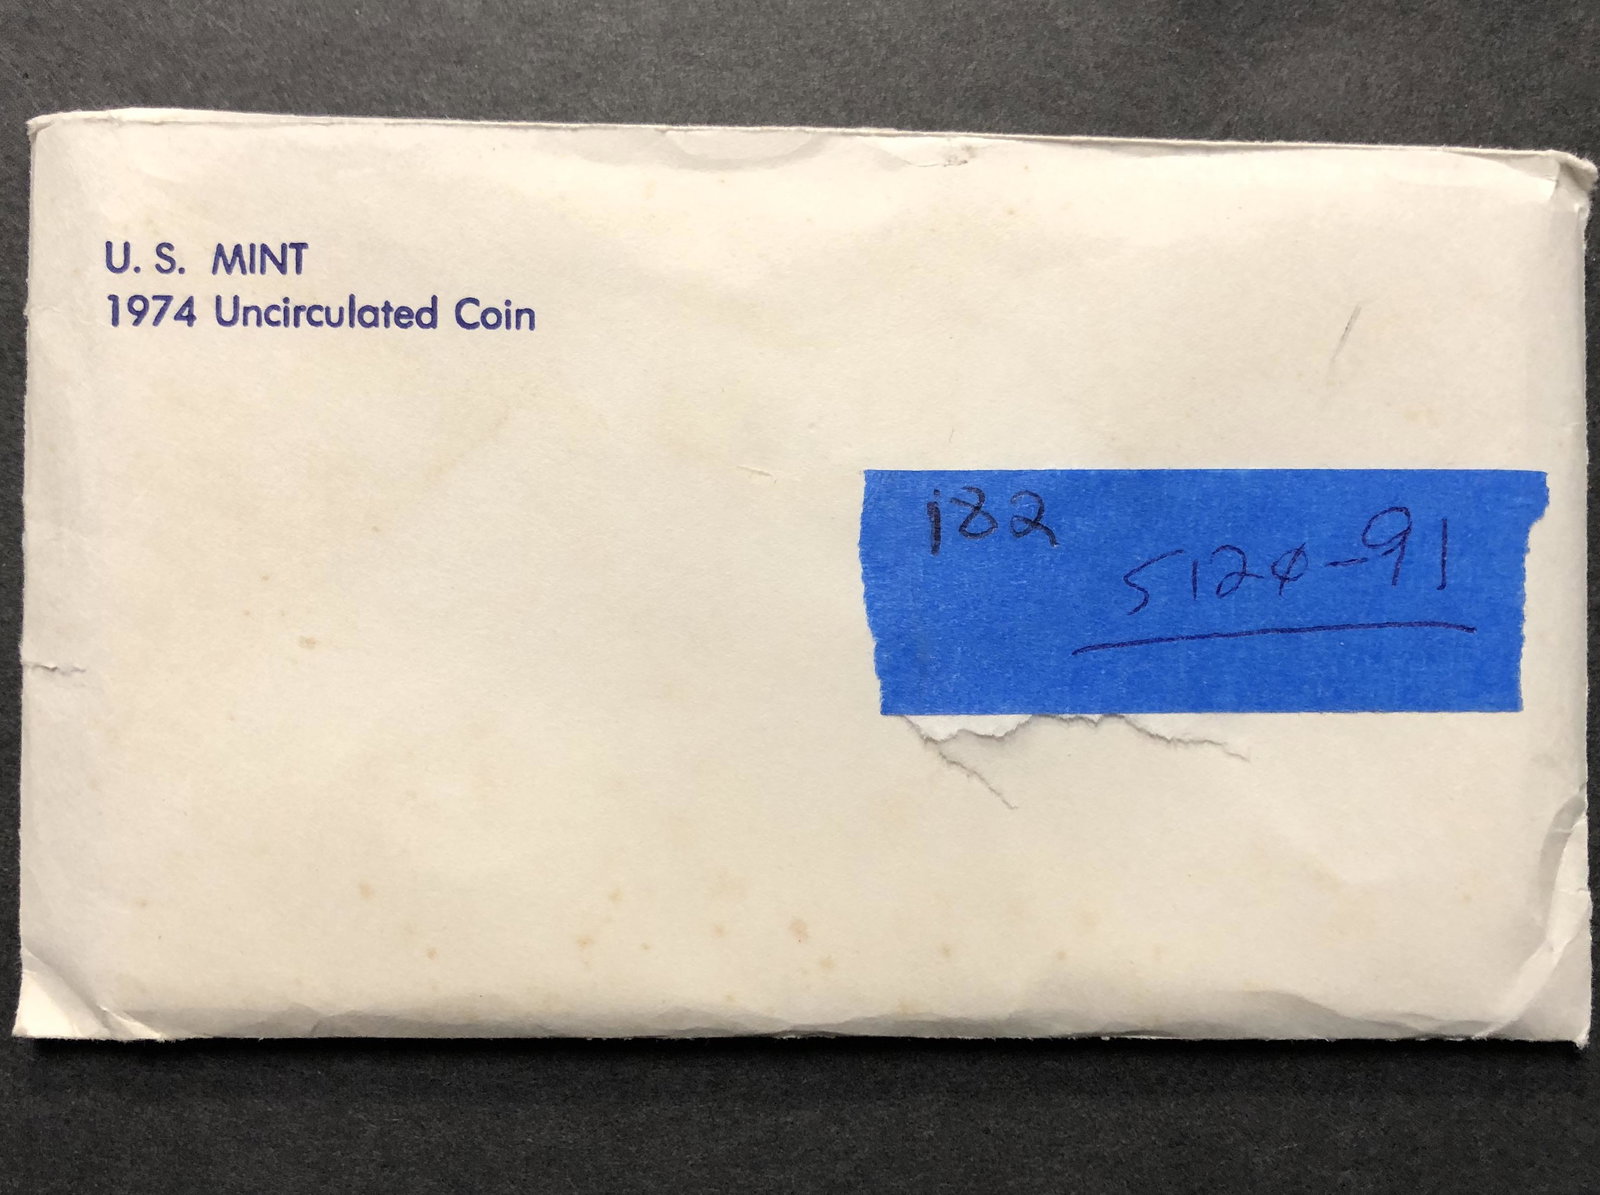 U. S. MINT
1974 Uncirculated Coin
182
5120-91